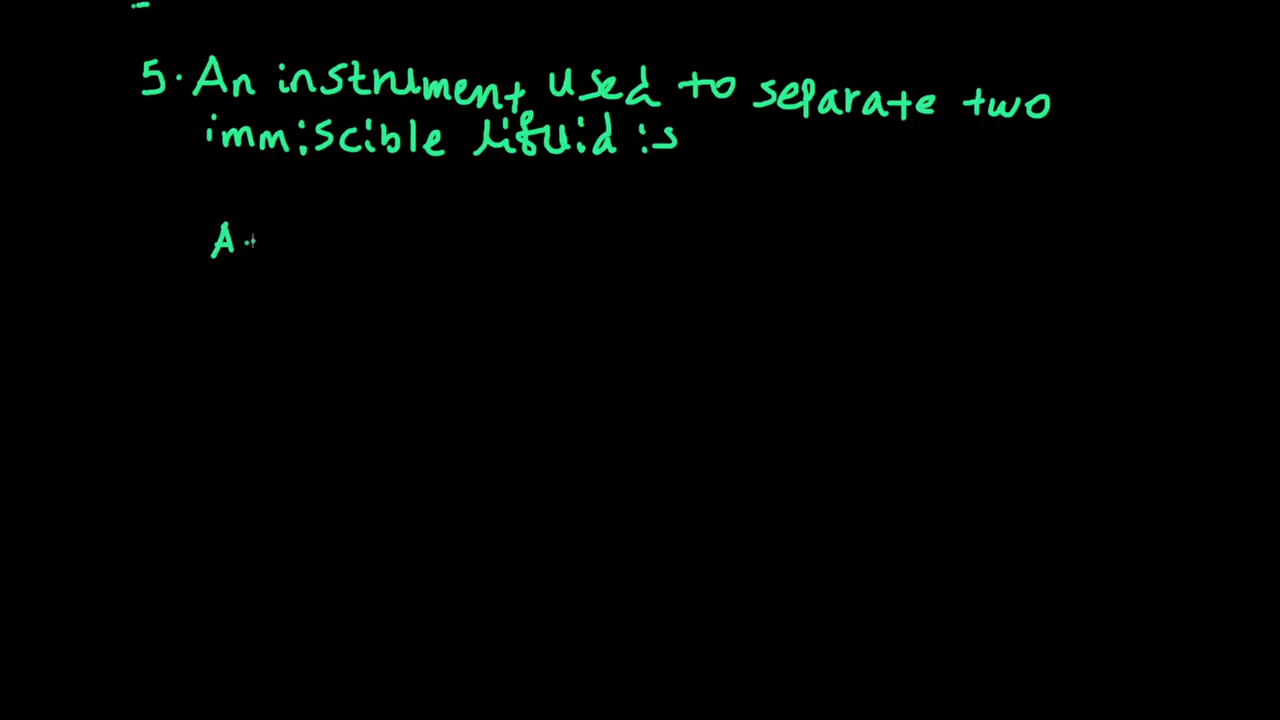 5. An instrument used to separate two
immiscible liquid is
A.